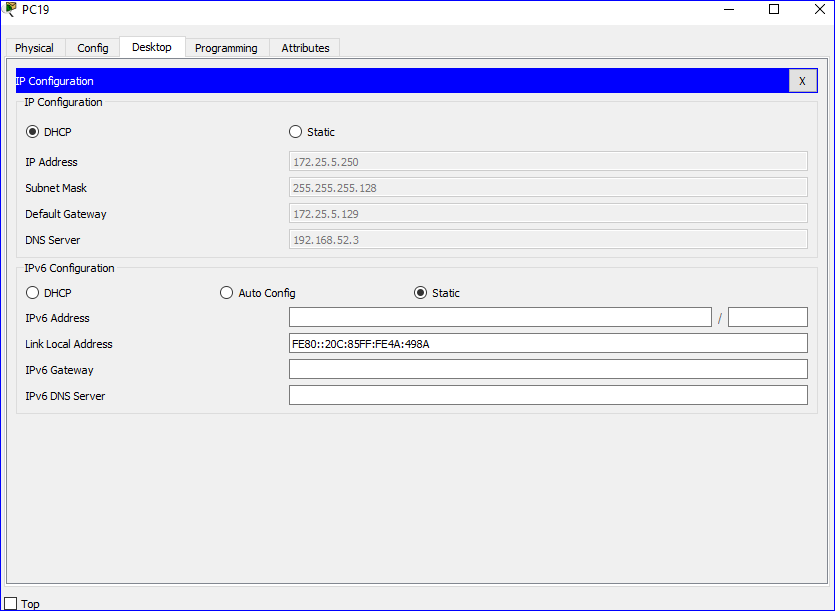 PC19
Physical Config Desktop Programming Attributes
IP Configuration X
IP Configuration
DHCP Static
IP Address 172.25.5.250
Subnet Mask 255.255.255.128
Default Gateway 172.25.5.129
DNS Server 192.168.52.3
IPv6 Configuration
DHCP Auto Config Static
IPv6 Address /
Link Local Address FE80::20C:85FF:FE4A:498A
IPv6 Gateway
IPv6 DNS Server
Top